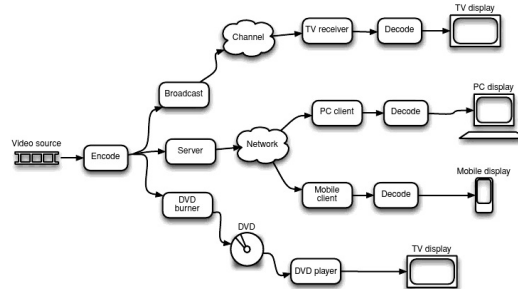 TV display
Channel
TV receiver
Decode
Broadcast
PC display
PC client
Decode
Video source
Encode
Server
Network
Mobile display
Mobile
client
Decode
DVD
burner
DVD
TV display
DVD player